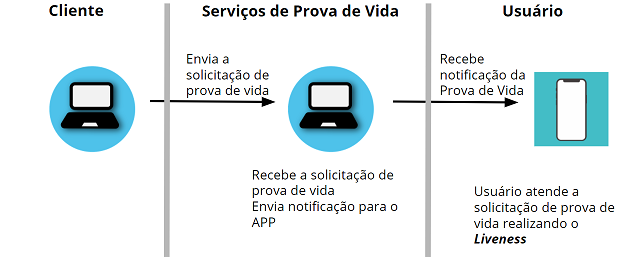 Cliente
Serviços de Prova de Vida
Usuário
Envia a
solicitação de
prova de vida
Recebe
notificação da
Prova de Vida
Recebe a solicitação de
prova de vida
Envia notificação para o
APP
Usuário atende a
solicitação de prova de
vida realizando o
Liveness